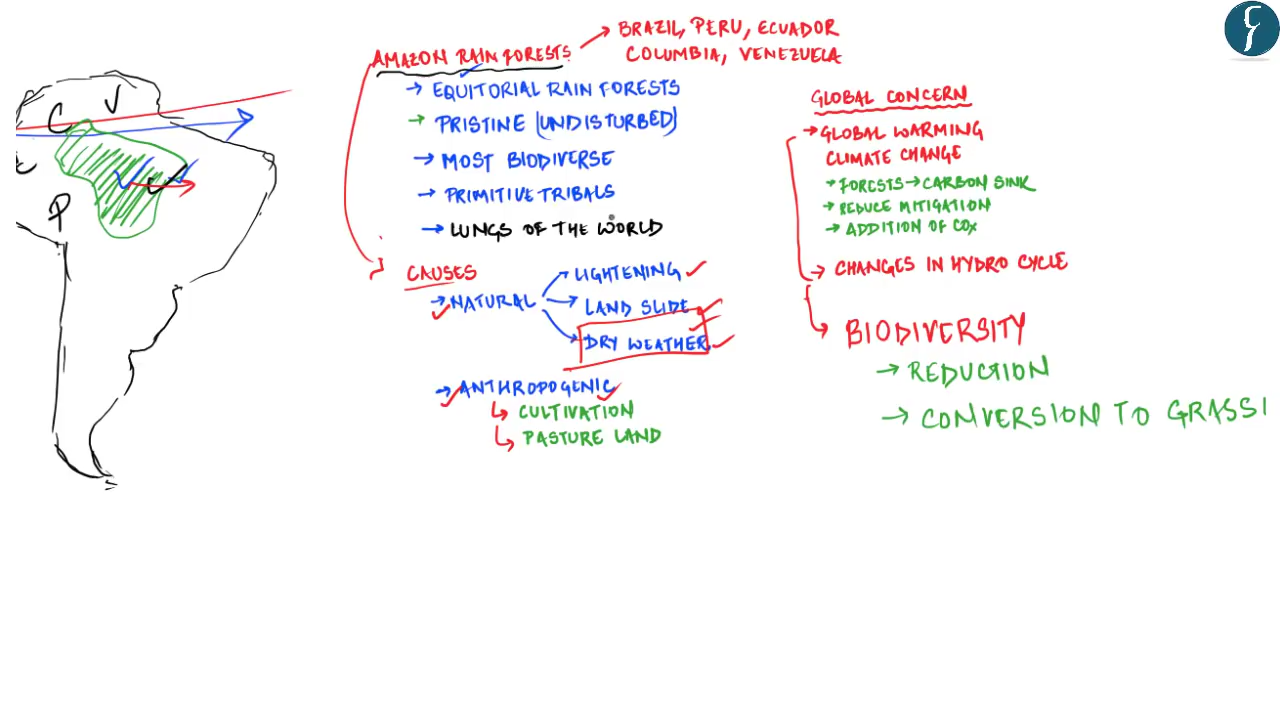 AMAZON RAIN FORESTS
BRAZIL, PERU, ECUADOR
COLUMBIA, VENEZUELA
→ EQUITORIAL RAIN FORESTS
→ PRISTINE (UNDISTURBED)
→ MOST BIODIVERSE
→ PRIMITIVE TRIBALS
→ LUNGS OF THE WORLD
CAUSES
→ NATURAL
LIGHTENING
LAND SLIDE
DRY WEATHER
→ ANTHROPOGENIC
CULTIVATION
PASTURE LAND
GLOBAL CONCERN
→ GLOBAL WARMING
CLIMATE CHANGE
→ FORESTS → CARBON SINK
→ REDUCE MITIGATION
→ ADDITION OF COx
→ CHANGES IN HYDRO CYCLE
BIODIVERSITY
→ REDUCTION
→ CONVERSION TO GRASSI
C
V
P